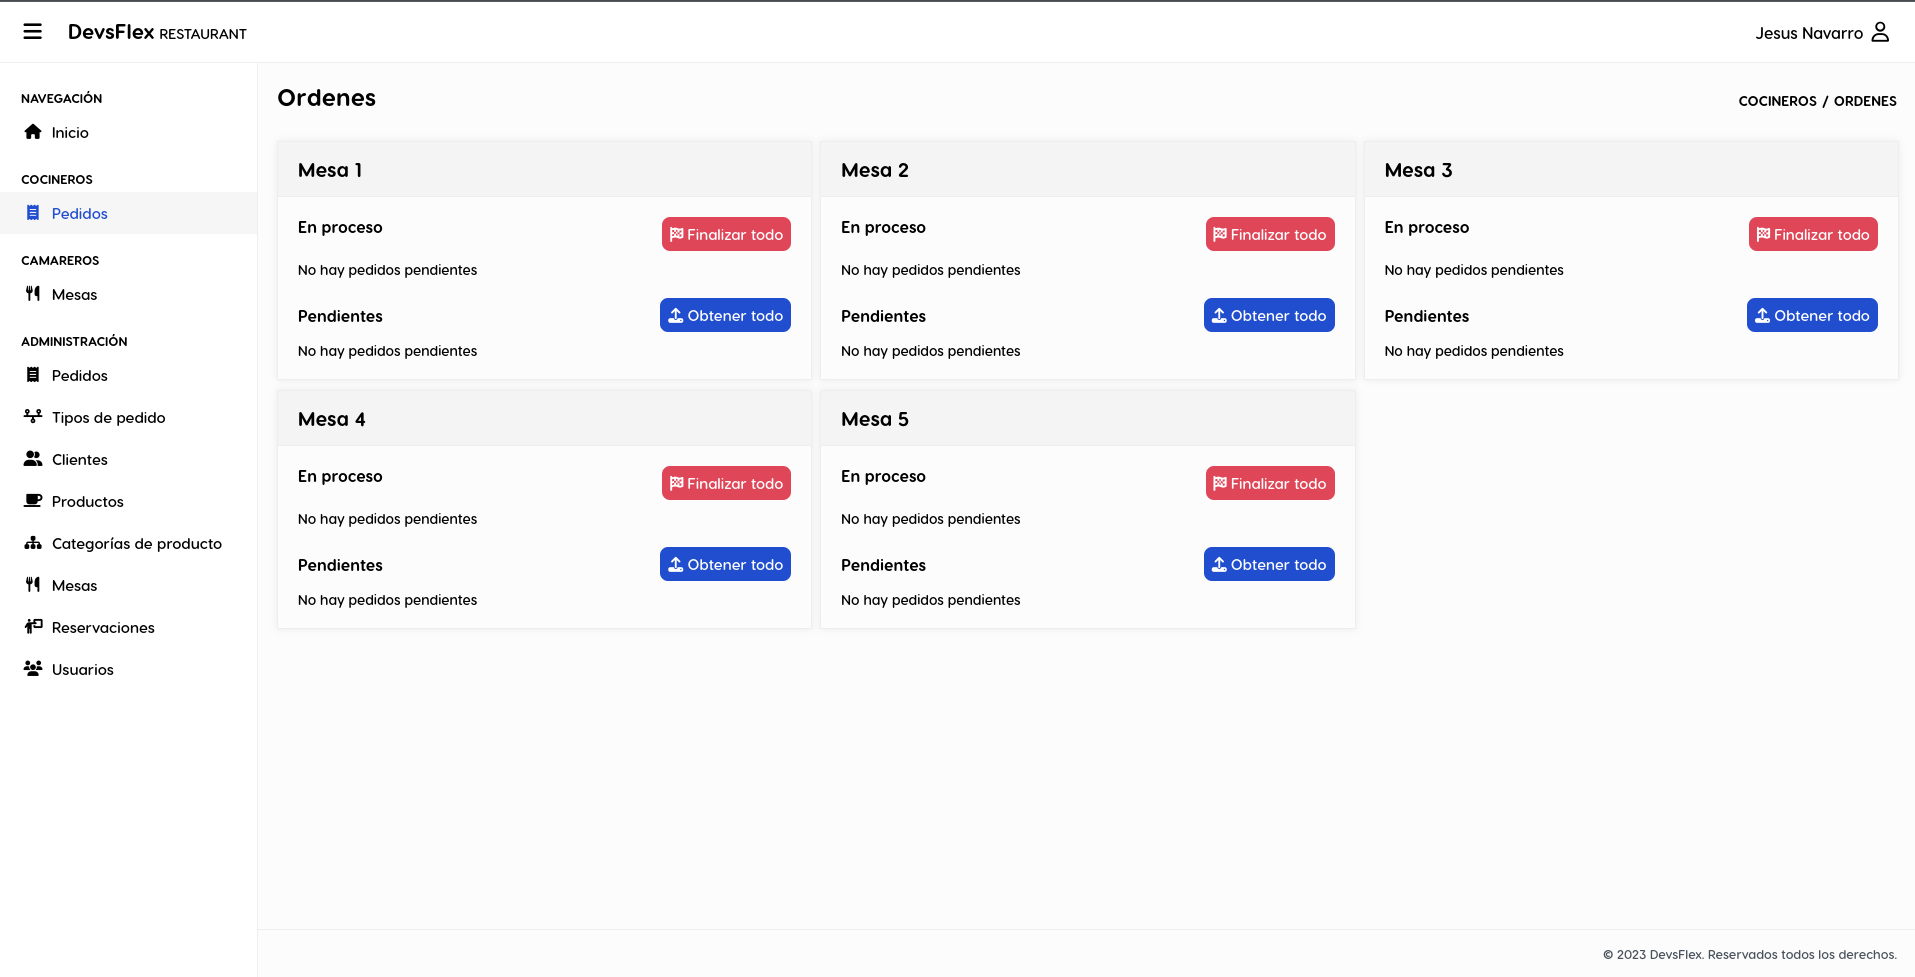 DevsFlex RESTAURANT
Jesus Navarro
NAVEGACIÓN
Inicio
COCINEROS
Pedidos
CAMAREROS
Mesas
ADMINISTRACIÓN
Pedidos
Tipos de pedido
Clientes
Productos
Categorías de producto
Mesas
Reservaciones
Usuarios
Ordenes
COCINEROS / ORDENES
Mesa 1
En proceso
Finalizar todo
No hay pedidos pendientes
Pendientes
Obtener todo
No hay pedidos pendientes
Mesa 2
En proceso
Finalizar todo
No hay pedidos pendientes
Pendientes
Obtener todo
No hay pedidos pendientes
Mesa 3
En proceso
Finalizar todo
No hay pedidos pendientes
Pendientes
Obtener todo
No hay pedidos pendientes
Mesa 4
En proceso
Finalizar todo
No hay pedidos pendientes
Pendientes
Obtener todo
No hay pedidos pendientes
Mesa 5
En proceso
Finalizar todo
No hay pedidos pendientes
Pendientes
Obtener todo
No hay pedidos pendientes
© 2023 DevsFlex. Reservados todos los derechos.